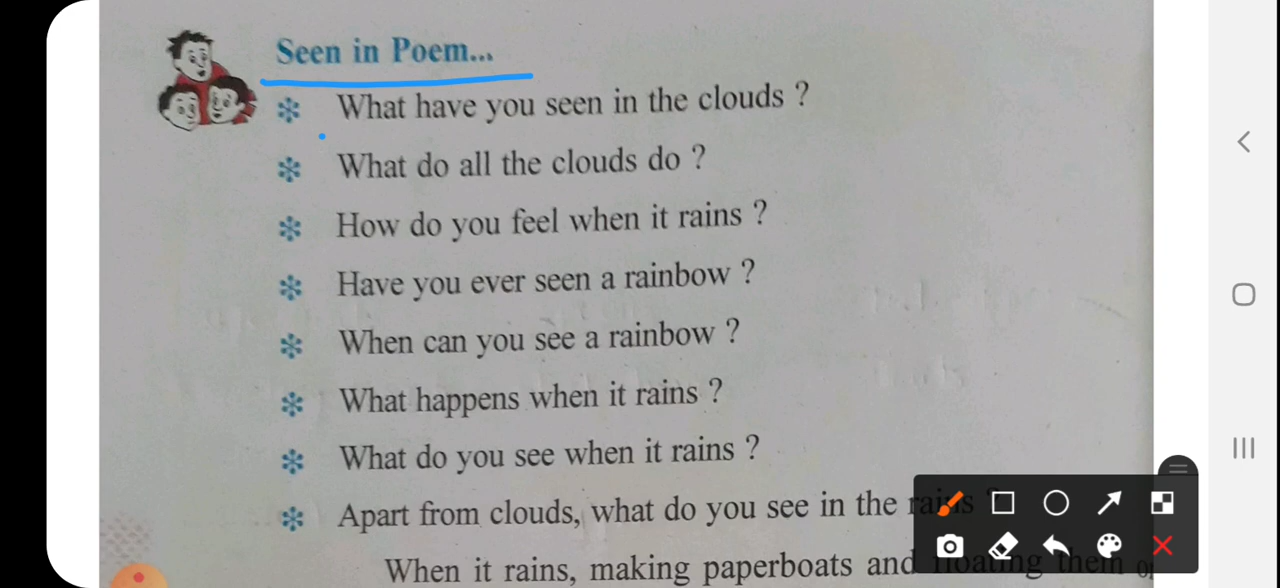 Seen in Poem...
What have you seen in the clouds ?
What do all the clouds do ?
How do you feel when it rains ?
Have you ever seen a rainbow ?
When can you see a rainbow ?
What happens when it rains ?
What do you see when it rains ?
Apart from clouds, what do you see in the rains ?
When it rains, making paperboats and floating them